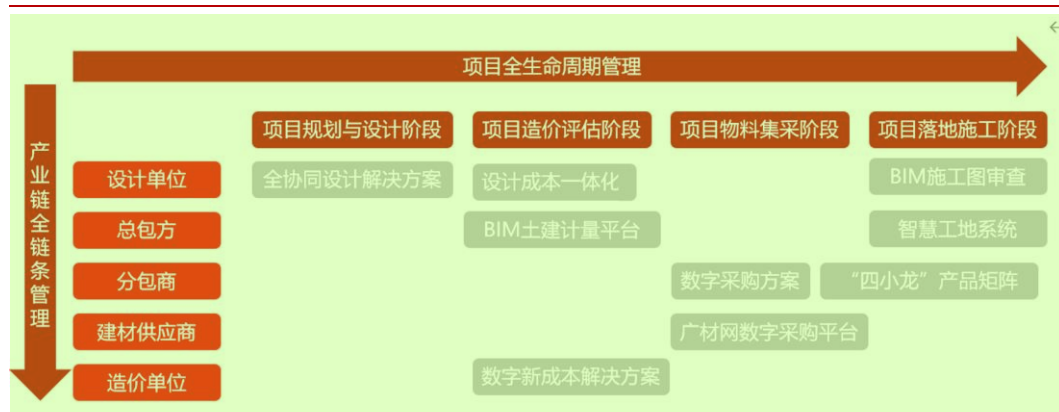 项目全生命周期管理
产业链全链条管理
项目规划与设计阶段 项目造价评估阶段 项目物料集采阶段 项目落地施工阶段
设计单位 全协同设计解决方案 设计成本一体化 BIM施工图审查
总包方 BIM土建计量平台 智慧工地系统
分包商 数字采购方案 “四小龙”产品矩阵
建材供应商 广材网数字采购平台
造价单位 数字新成本解决方案